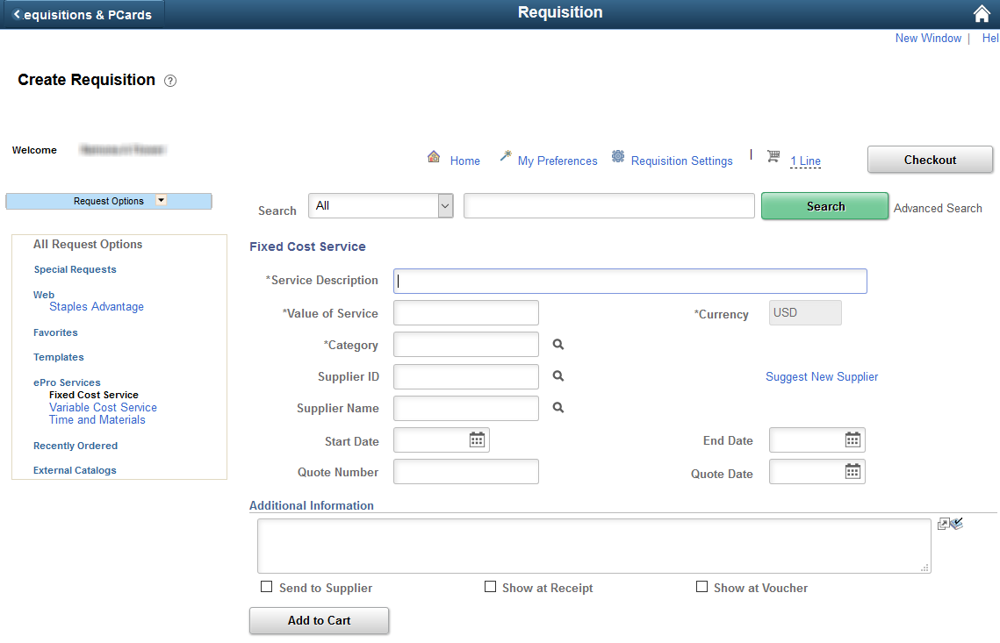 equisitions & PCards
Requisition
New Window | Hel
Create Requisition ?
Welcome
Home My Preferences Requisition Settings | 1 Line Checkout
Request Options
Search All Search Advanced Search
All Request Options
Special Requests
Web
Staples Advantage
Favorites
Templates
ePro Services
Fixed Cost Service
Variable Cost Service
Time and Materials
Recently Ordered
External Catalogs
Fixed Cost Service
*Service Description
*Value of Service *Currency USD
*Category
Supplier ID Suggest New Supplier
Supplier Name
Start Date End Date
Quote Number Quote Date
Additional Information
Send to Supplier Show at Receipt Show at Voucher
Add to Cart